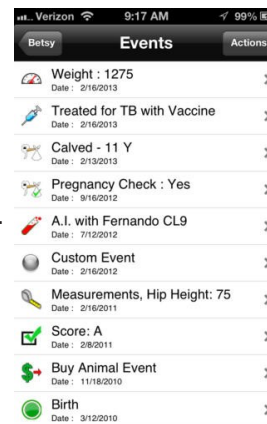 Verizon 9:17 AM 99%
Betsy Events Actions
Weight : 1275
Date : 2/16/2013
Treated for TB with Vaccine
Date : 2/16/2013
Calved - 11 Y
Date : 2/13/2013
Pregnancy Check : Yes
Date : 9/16/2012
A.I. with Fernando CL9
Date : 7/12/2012
Custom Event
Date : 2/16/2012
Measurements, Hip Height: 75
Date : 2/16/2011
Score: A
Date : 2/8/2011
Buy Animal Event
Date : 11/18/2010
Birth
Date : 3/12/2010